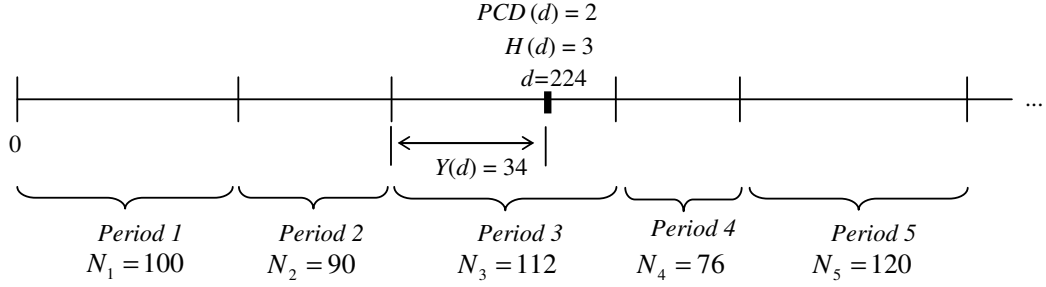 PCD (d) = 2
H (d) = 3
d=224
...
0
Y(d) = 34
Period 1 Period 2 Period 3 Period 4 Period 5
N₁ = 100 N₂ = 90 N₃ = 112 N₄ = 76 N₅ = 120